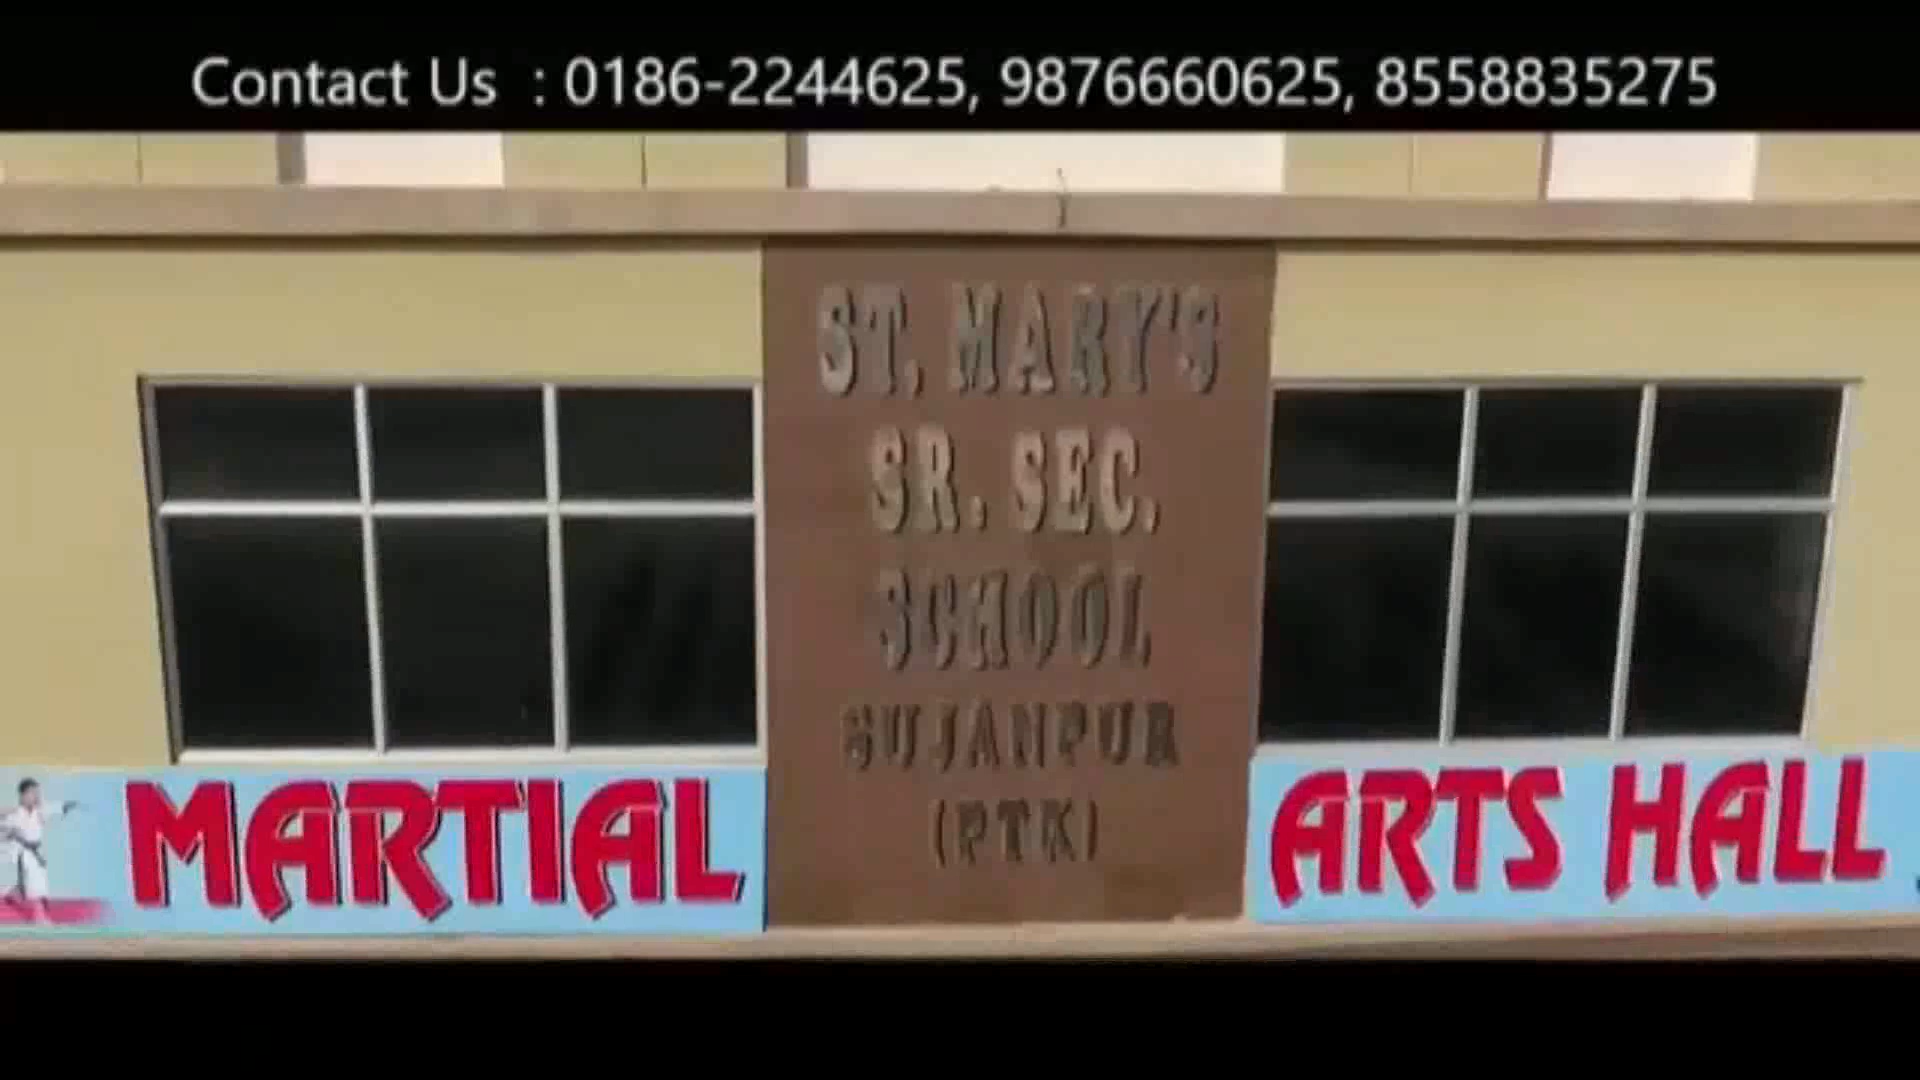 Contact Us : 0186-2244625, 9876660625, 8558835275
ST. MARY'S
SR. SEC.
SCHOOL
SUJANPUR
(PTK)
MARTIAL ARTS HALL